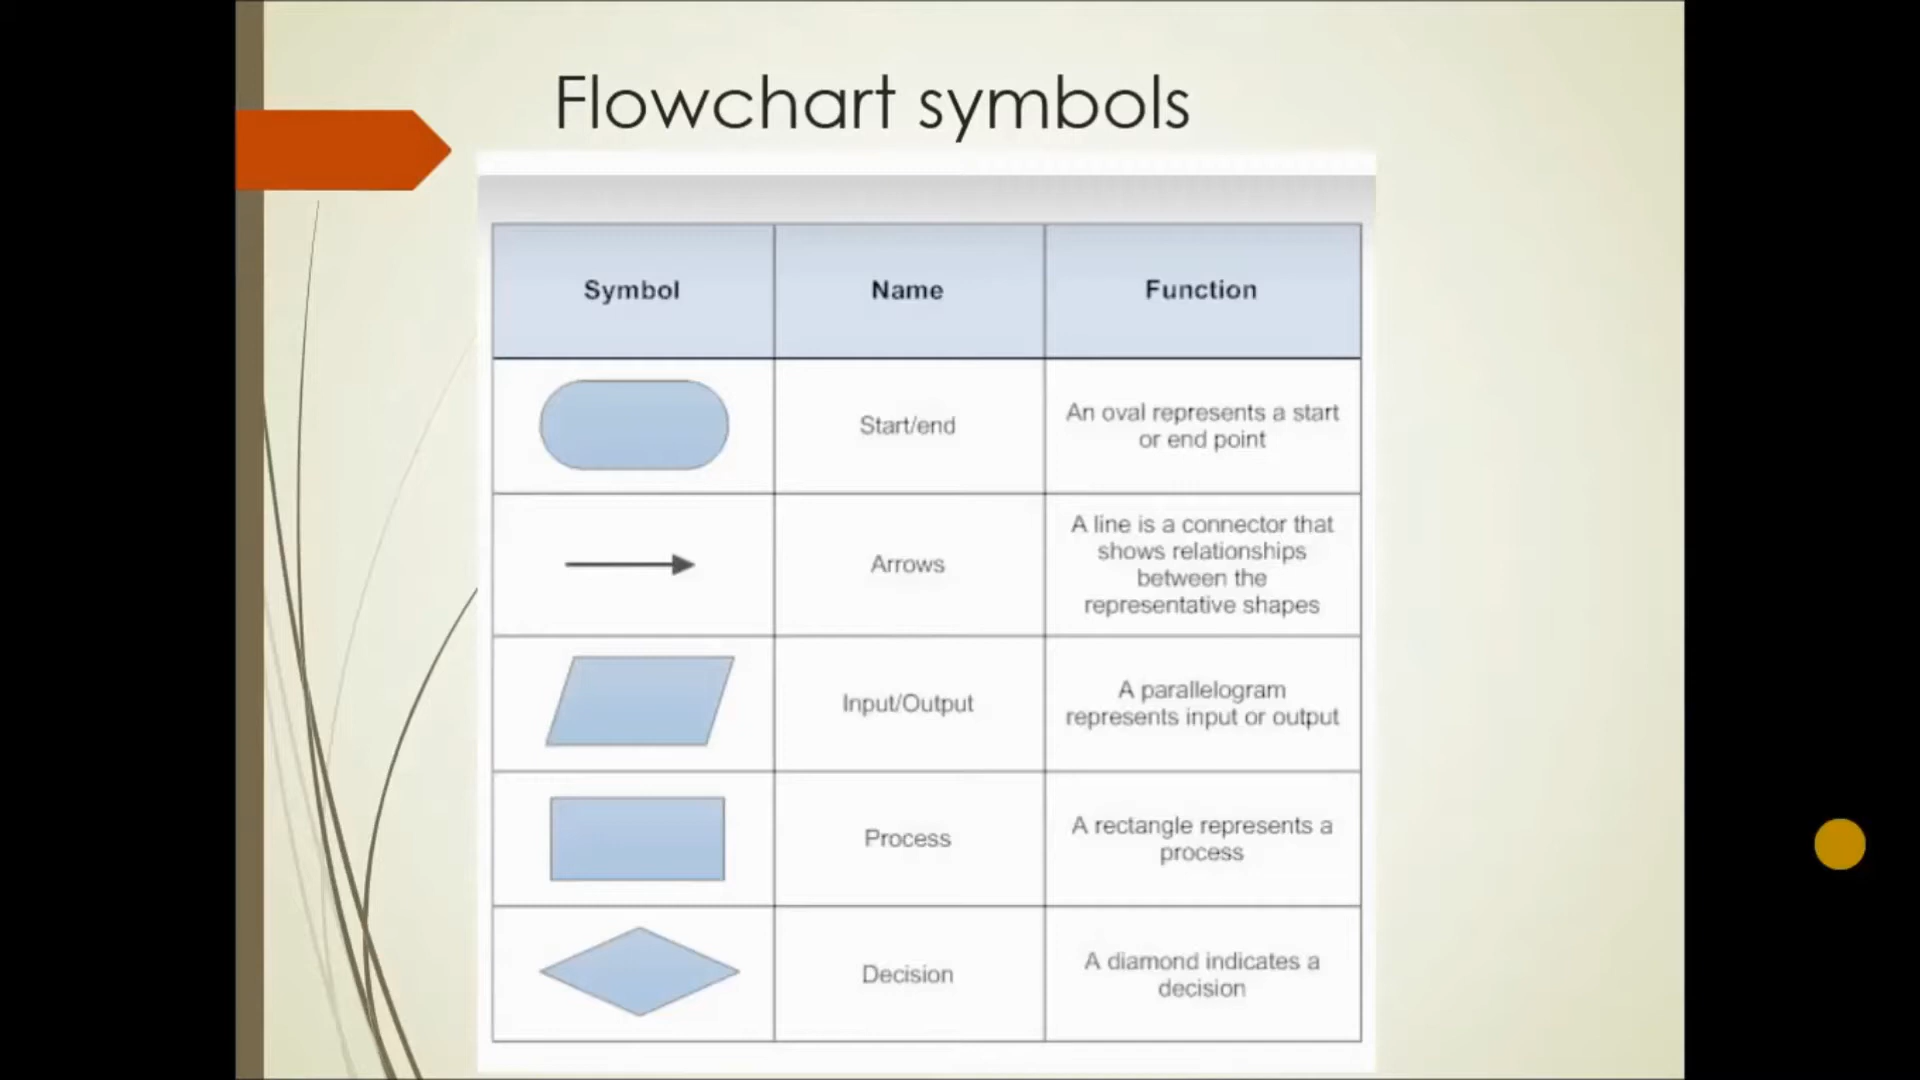 Flowchart symbols
Symbol
Name
Function
Start/end
An oval represents a start
or end point
Arrows
A line is a connector that
shows relationships
between the
representative shapes
Input/Output
A parallelogram
represents input or output
Process
A rectangle represents a
process
Decision
A diamond indicates a
decision